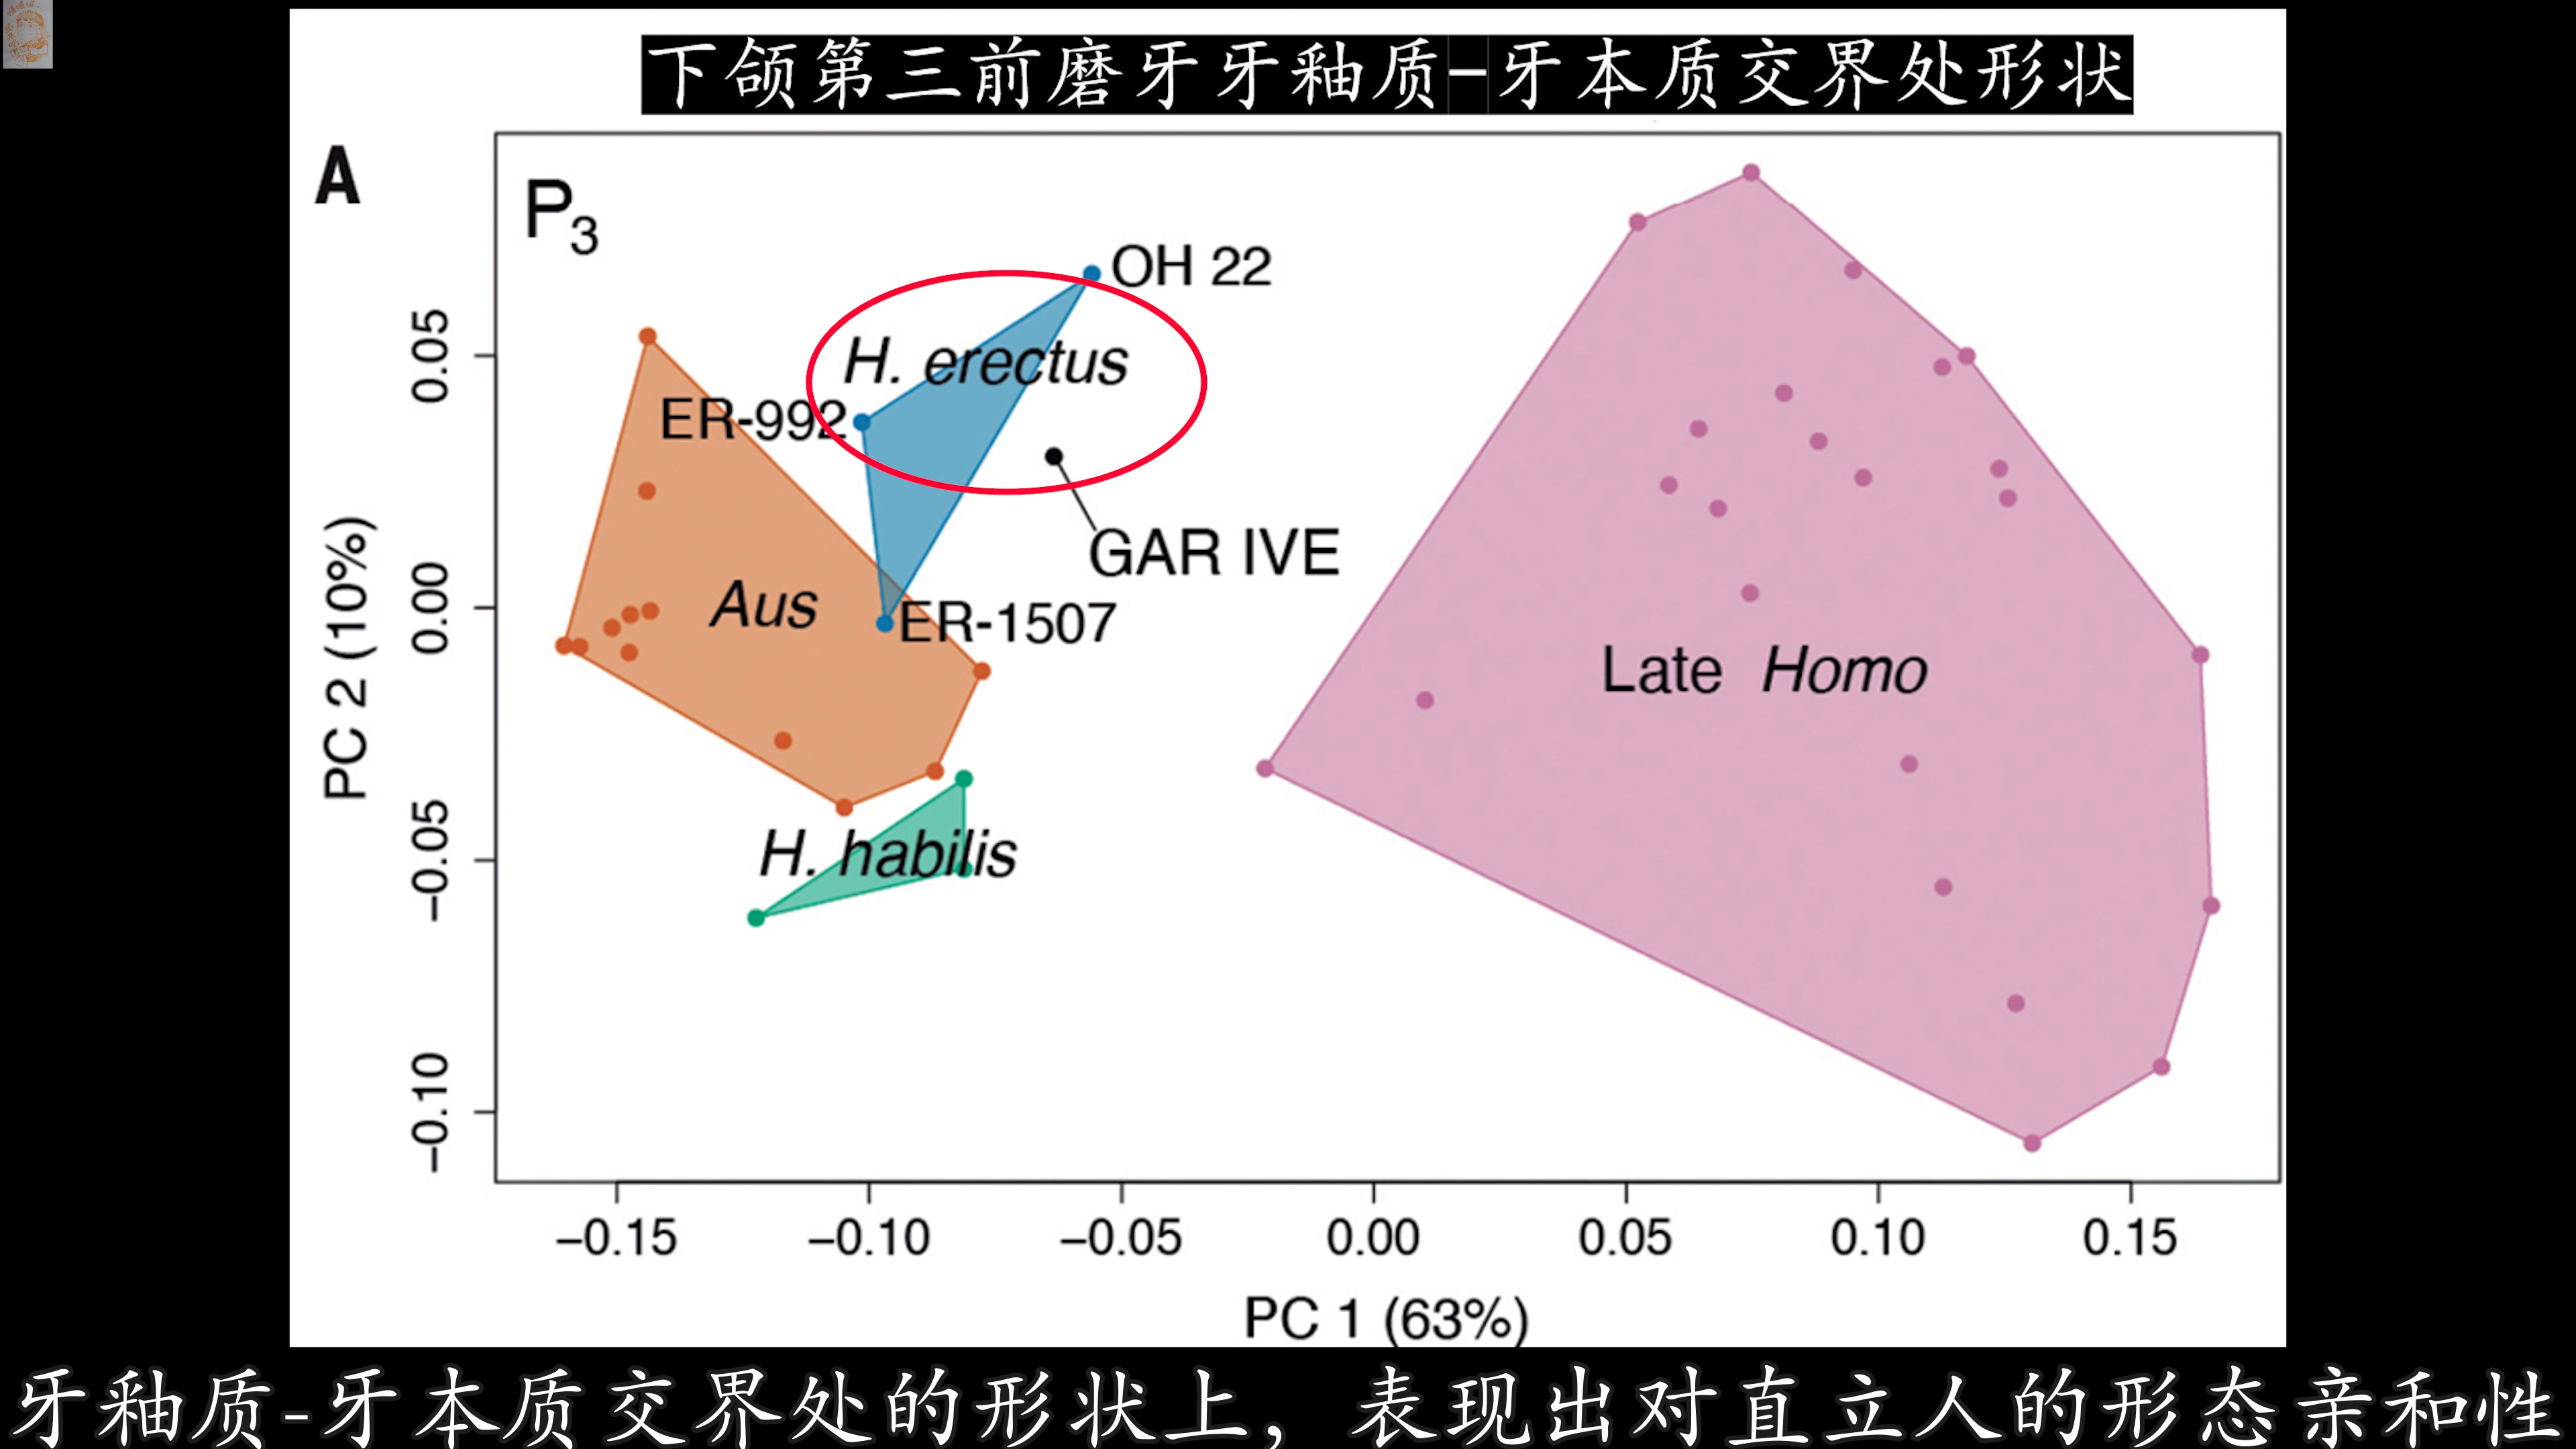 下颌第三前磨牙牙釉质-牙本质交界处形状
A
P3
OH 22
H. erectus
ER-992
GAR IVE
Aus
ER-1507
Late Homo
H. habilis
PC 2 (10%)
0.05
0.00
−0.05
−0.10
−0.15 −0.10 −0.05 0.00 0.05 0.10 0.15
PC 1 (63%)
牙釉质-牙本质交界处的形状上，表现出对直立人的形态亲和性